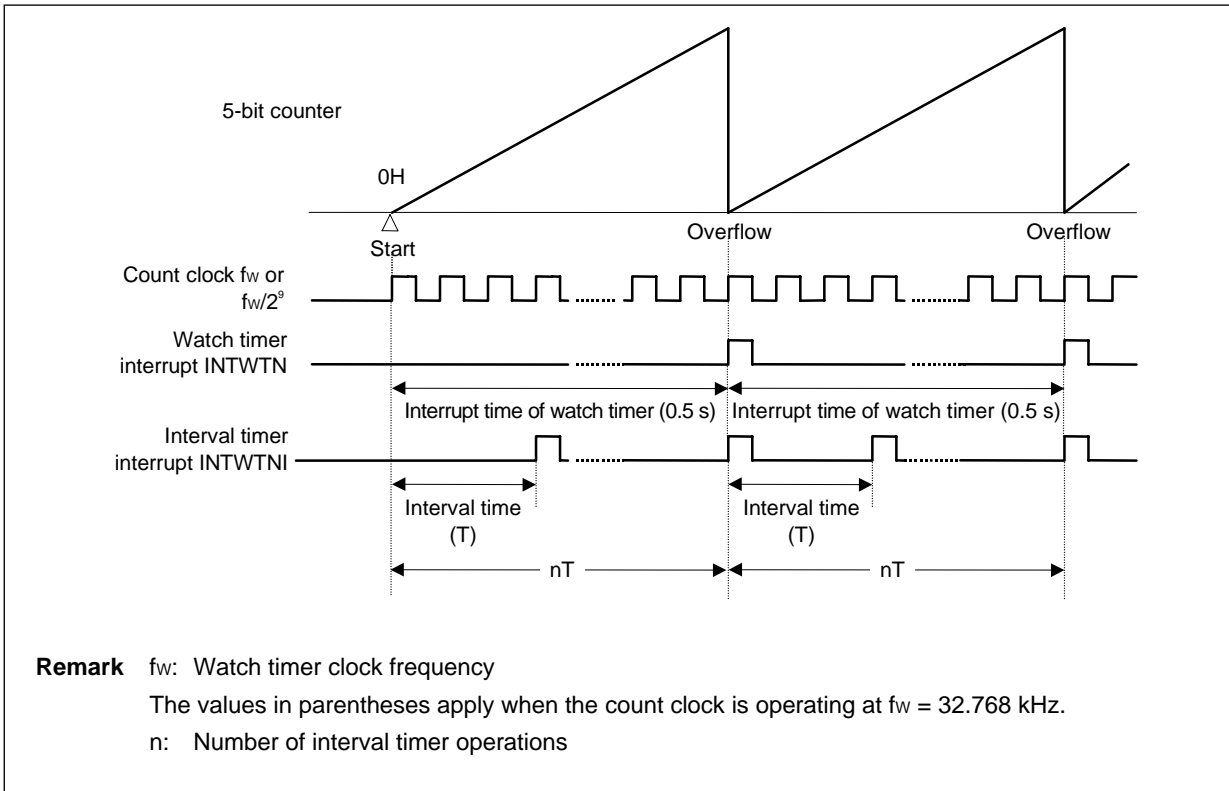 5-bit counter
0H
Start
Overflow
Overflow
Count clock fw or
fw/2⁹
Watch timer
interrupt INTWTN
Interrupt time of watch timer (0.5 s)
Interrupt time of watch timer (0.5 s)
Interval timer
interrupt INTWTNI
Interval time
(T)
Interval time
(T)
nT
nT
Remark fw: Watch timer clock frequency
The values in parentheses apply when the count clock is operating at fw = 32.768 kHz.
n: Number of interval timer operations